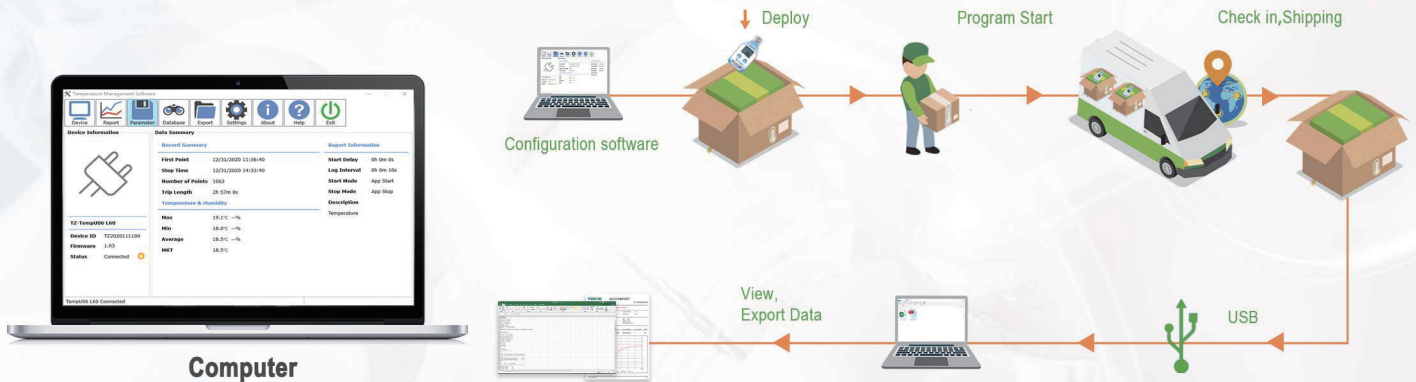 Temperature Management Software
Device Report Parameter Database Export Settings About Help Exit
Device Information
TZ-TempU06 L60
Device ID TZ2020111100
Firmware 1.03
Status Connected
Data Summary
Record Summary
First Point 12/31/2020 11:36:40
Stop Time 12/31/2020 14:33:40
Number of Points 1063
Trip Length 2h 57m 0s
Temperature & Humidity
Max 19.1°C --%
Min 18.0°C --%
Average 18.5°C --%
MKT 18.5°C
Report Information
Start Delay 0h 0m 0s
Log Interval 0h 0m 10s
Start Mode App Start
Stop Mode App Stop
Description
Temperature
TempU06 L60 Connected
Computer
Configuration software
Deploy
Program Start
Check in,Shipping
USB
View,
Export Data
DATA REPORT